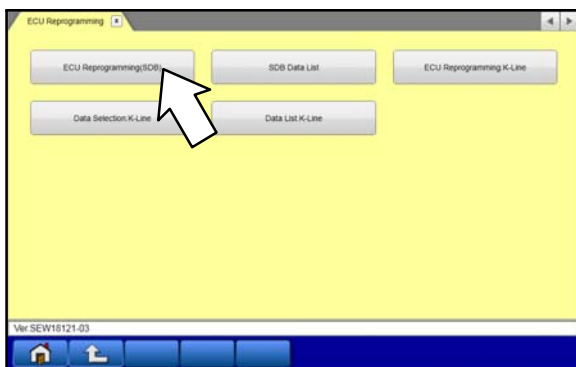 ECU Reprogramming
ECU Reprogramming(SDB)
SDB Data List
ECU Reprogramming K-Line
Data Selection K-Line
Data List K-Line
Ver.SEW18121-03